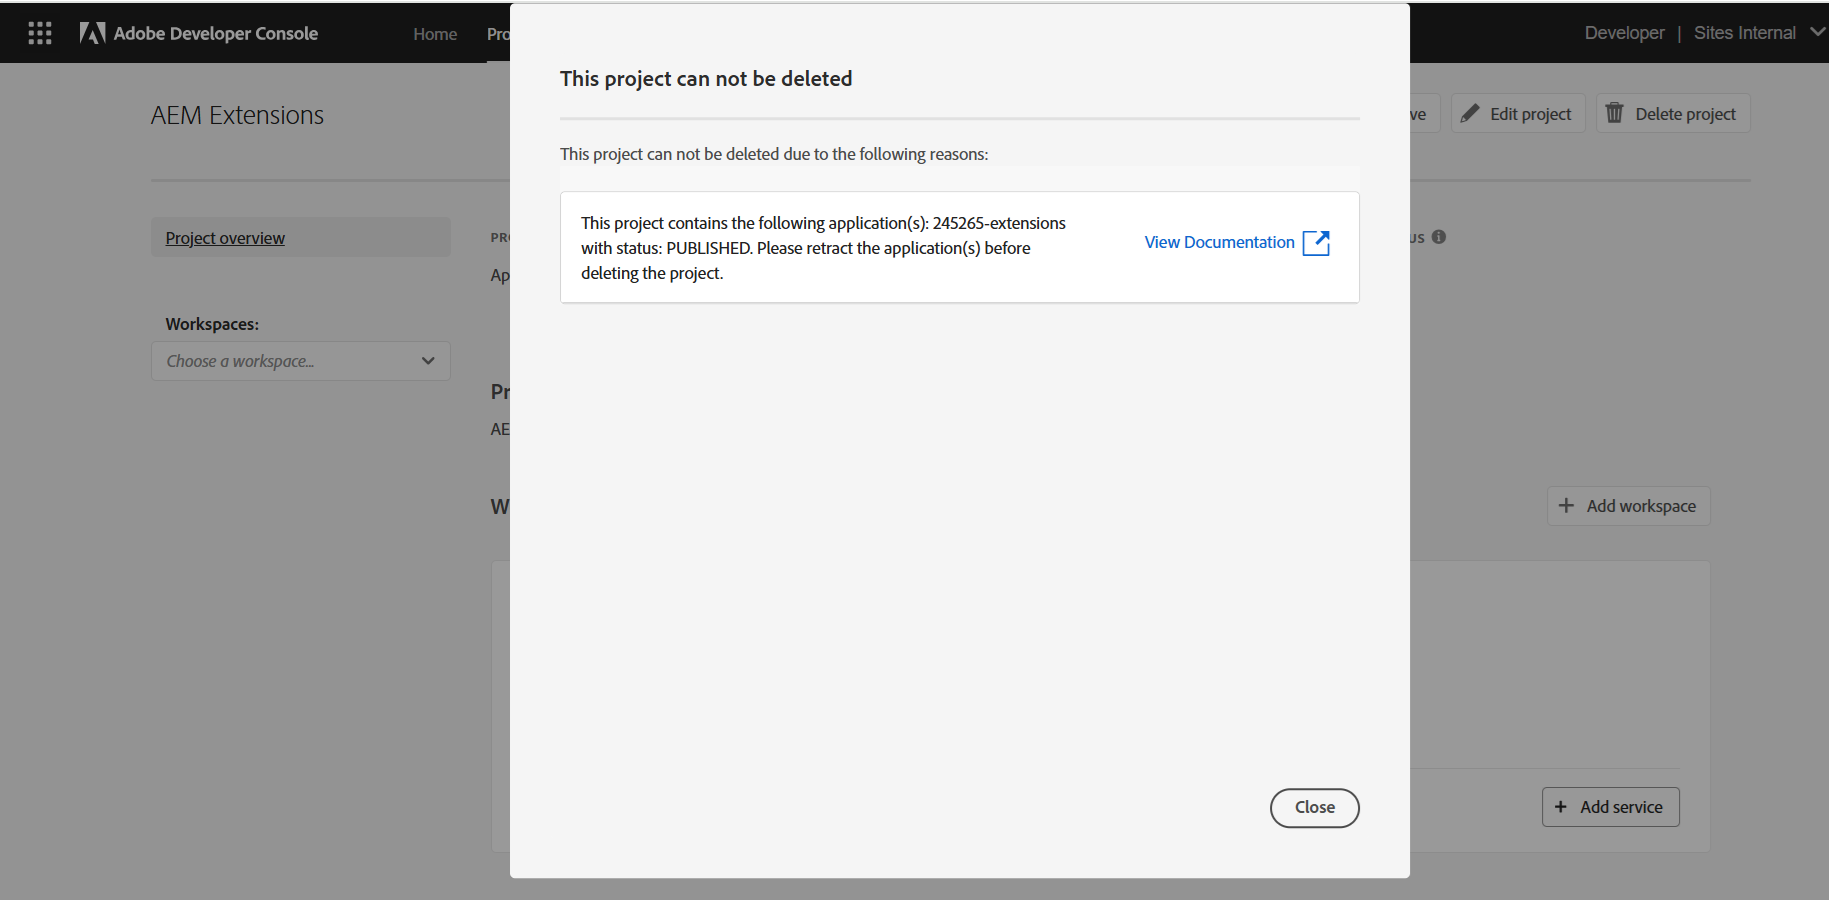 Adobe Developer Console
Home
Pro
Developer | Sites Internal
This project can not be deleted
AEM Extensions
ve
Edit project
Delete project
This project can not be deleted due to the following reasons:
This project contains the following application(s): 245265-extensions
with status: PUBLISHED. Please retract the application(s) before
deleting the project.
View Documentation
Project overview
PR
us
Ap
Workspaces:
Choose a workspace...
Pr
AE
W
+ Add workspace
Close
+ Add service